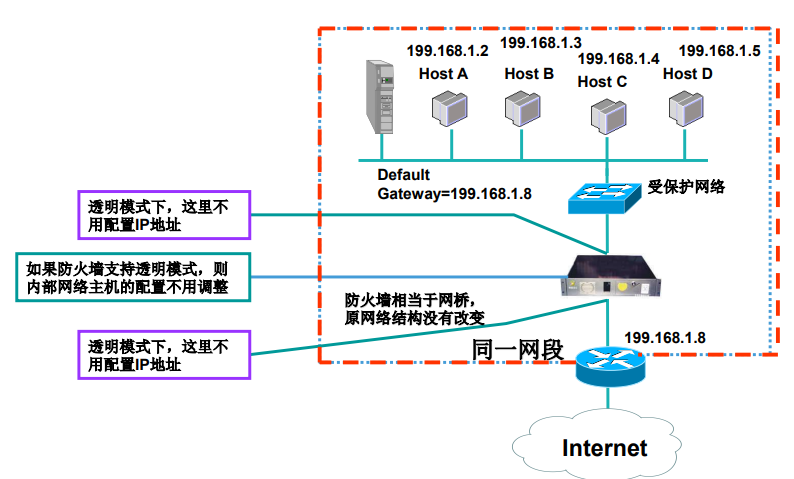 199.168.1.2
Host A
199.168.1.3
Host B
199.168.1.4
Host C
199.168.1.5
Host D
Default
Gateway=199.168.1.8
受保护网络
透明模式下，这里不
用配置IP地址
如果防火墙支持透明模式，则
内部网络主机的配置不用调整
防火墙相当于网桥，
原网络结构没有改变
透明模式下，这里不
用配置IP地址
199.168.1.8
同一网段
Internet